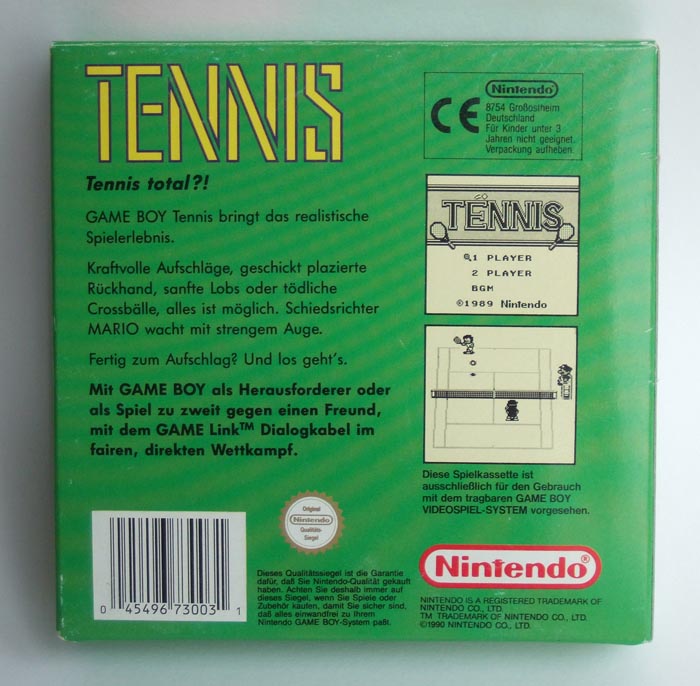 TENNIS
Tennis total?!
GAME BOY Tennis bringt das realistische
Spielerlebnis.
Kraftvolle Aufschläge, geschickt plazierte
Rückhand, sanfte Lobs oder tödliche
Crossbälle, alles ist möglich. Schiedsrichter
MARIO wacht mit strengem Auge.
Fertig zum Aufschlag? Und los geht's.
Mit GAME BOY als Herausforderer oder
als Spiel zu zweit gegen einen Freund,
mit dem GAME Link™ Dialogkabel im
fairen, direkten Wettkampf.
CE
Nintendo®
8754 Großostheim
Deutschland
Für Kinder unter 3
Jahren nicht geeignet.
Verpackung aufheben.
TENNIS
1 PLAYER
2 PLAYER
BGM
©1989 Nintendo
Diese Spielkassette ist
ausschließlich für den Gebrauch
mit dem tragbaren GAME BOY
VIDEOSPIEL-SYSTEM vorgesehen.
0 45496 73003 1
Original
Nintendo
Qualitäts-
Siegel
Dieses Qualitätssiegel ist die Garantie
dafür, daß Sie Nintendo-Qualität gekauft
haben. Achten Sie deshalb immer auf
dieses Siegel, wenn Sie Spiele oder
Zubehör kaufen, damit Sie sicher sind,
daß alles einwandfrei zu Ihrem
Nintendo GAME BOY-System paßt.
Nintendo®
NINTENDO IS A REGISTERED TRADEMARK OF
NINTENDO CO., LTD.
TM TRADEMARK OF NINTENDO CO., LTD.
©1990 NINTENDO CO., LTD.